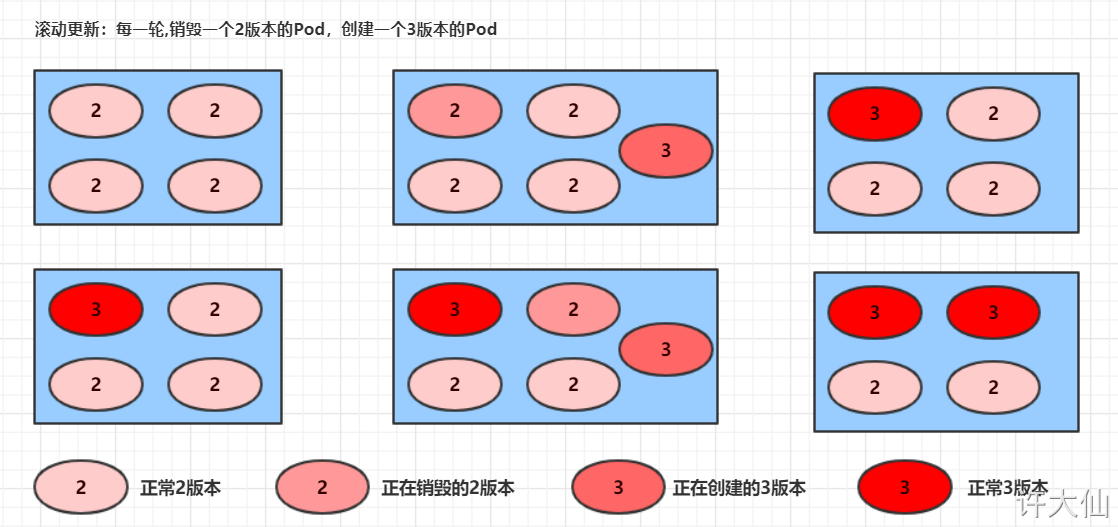 滚动更新：每一轮,销毁一个2版本的Pod，创建一个3版本的Pod
2 2 2 2 3 2
3
2 2 2 2 2 2
3 2 3 2 3 3
3
2 2 2 2 2 2
2 正常2版本 2 正在销毁的2版本 3 正在创建的3版本 3 正常3版本
许大仙